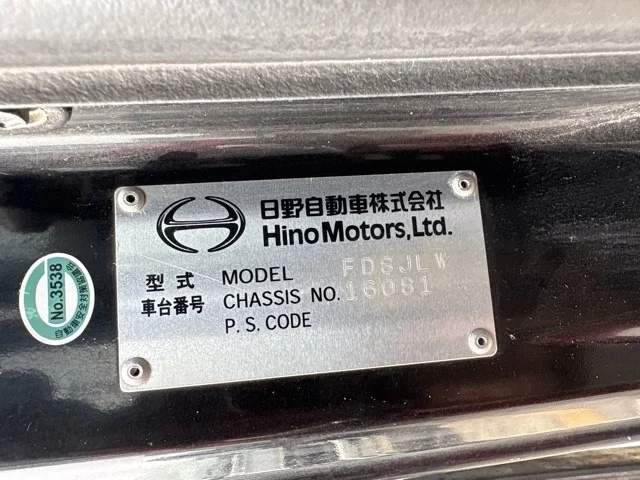 日野自動車株式会社
Hino Motors, Ltd.
型式 MODEL FD8JLW
車台番号 CHASSIS NO. 16081
P. S. CODE
No.3538